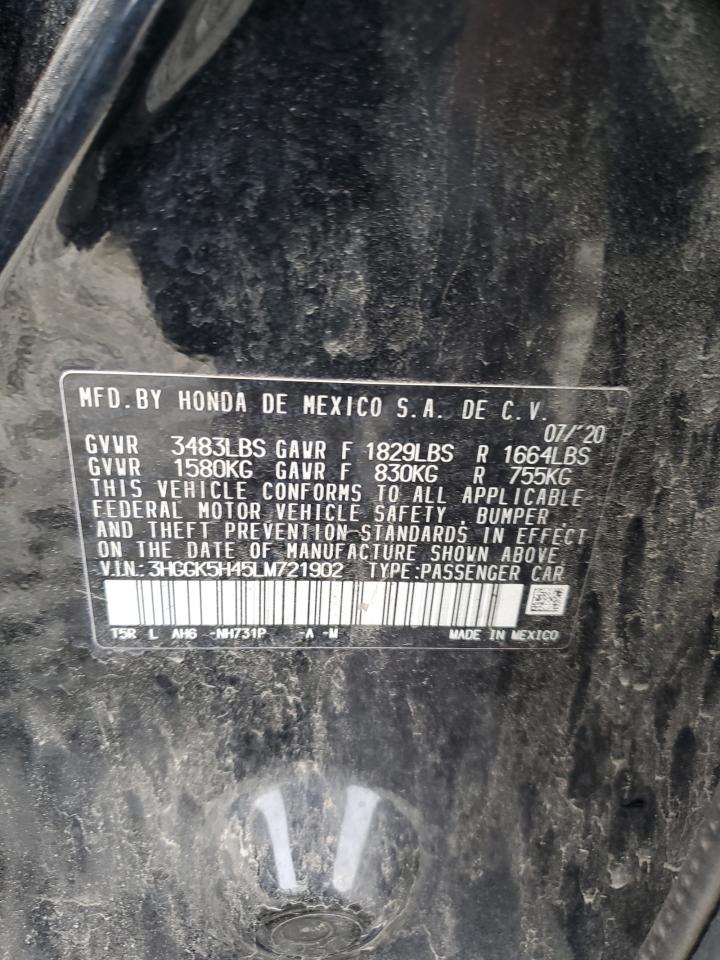 MFD.BY HONDA DE MEXICO S.A. DE C.V.
07/'20
GVWR 3483LBS GAWR F 1829LBS R 1664LBS
GVWR 1580KG GAWR F 830KG R 755KG
THIS VEHICLE CONFORMS TO ALL APPLICABLE
FEDERAL MOTOR VEHICLE SAFETY, BUMPER,
AND THEFT PREVENTION STANDARDS IN EFFECT
ON THE DATE OF MANUFACTURE SHOWN ABOVE.
V.I.N.:3HGGK5H45LM721902 TYPE:PASSENGER CAR
T5R L AH6 -NH731P -A -M MADE IN MEXICO